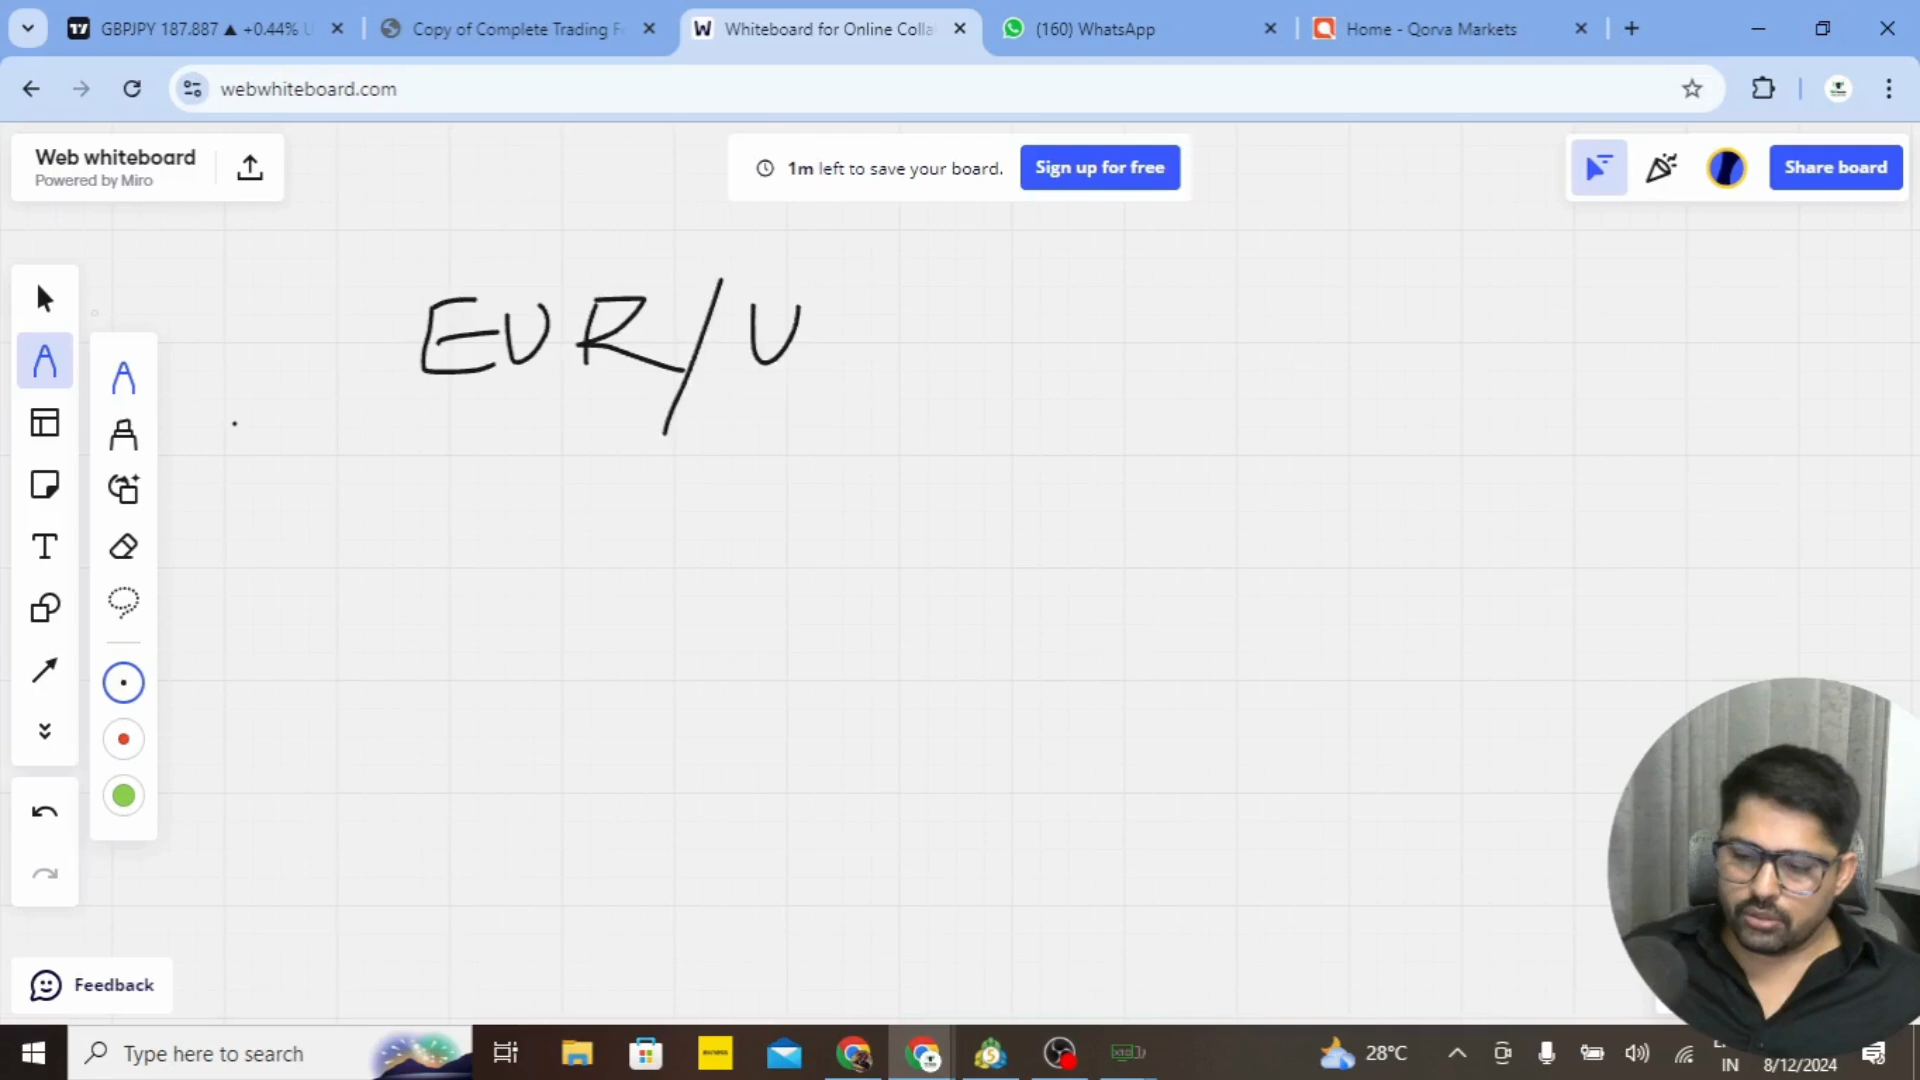 GBPJPY 187.887 ▲ +0.44% U
Copy of Complete Trading F
Whiteboard for Online Colla
(160) WhatsApp
Home - Qorva Markets
webwhiteboard.com
Web whiteboard
Powered by Miro
1m left to save your board.
Sign up for free
Share board
EUR/U
Feedback
Type here to search
28°C
IN
8/12/2024